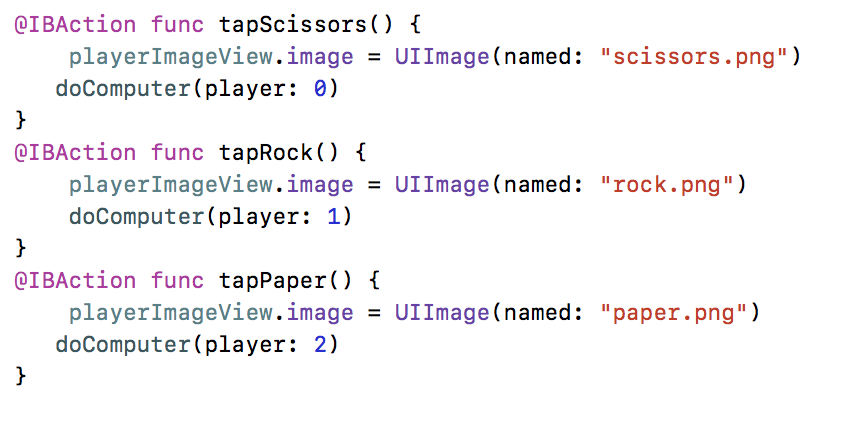 @IBAction func tapScissors() {
    playerImageView.image = UIImage(named: "scissors.png")
   doComputer(player: 0)
}
@IBAction func tapRock() {
    playerImageView.image = UIImage(named: "rock.png")
    doComputer(player: 1)
}
@IBAction func tapPaper() {
    playerImageView.image = UIImage(named: "paper.png")
   doComputer(player: 2)
}